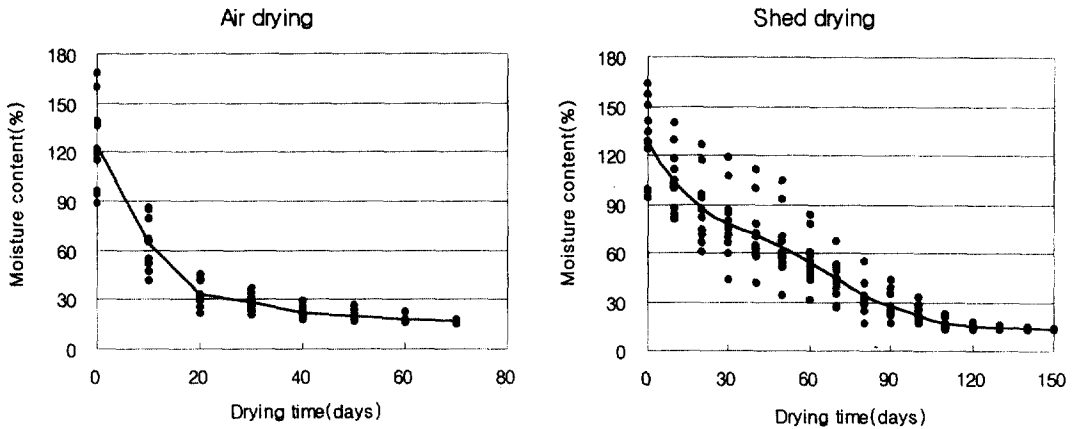 Air drying
180
150
120
90
60
30
0
0 20 40 60 80
Moisture content(%)
Drying time(days)
Shed drying
180
150
120
90
60
30
0
0 30 60 90 120 150
Moisture content(%)
Drying time(days)